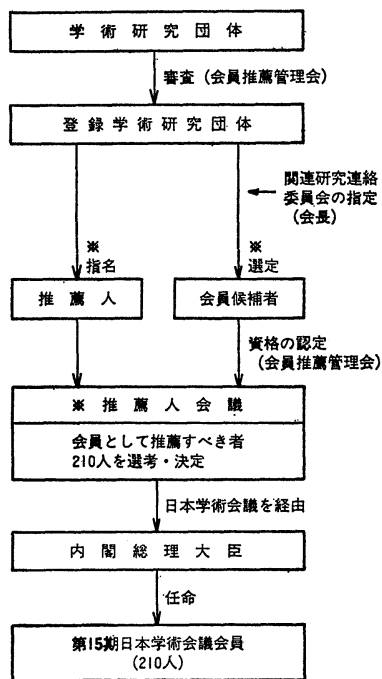 学術研究団体
審査（会員推薦管理会）
登録学術研究団体
関連研究連絡
委員会の指定
（会長）
※
指名
※
選定
推薦人
会員候補者
資格の認定
（会員推薦管理会）
※推薦人会議
会員として推薦すべき者
210人を選考・決定
日本学術会議を経由
内閣総理大臣
任命
第15期日本学術会議会員
（210人）